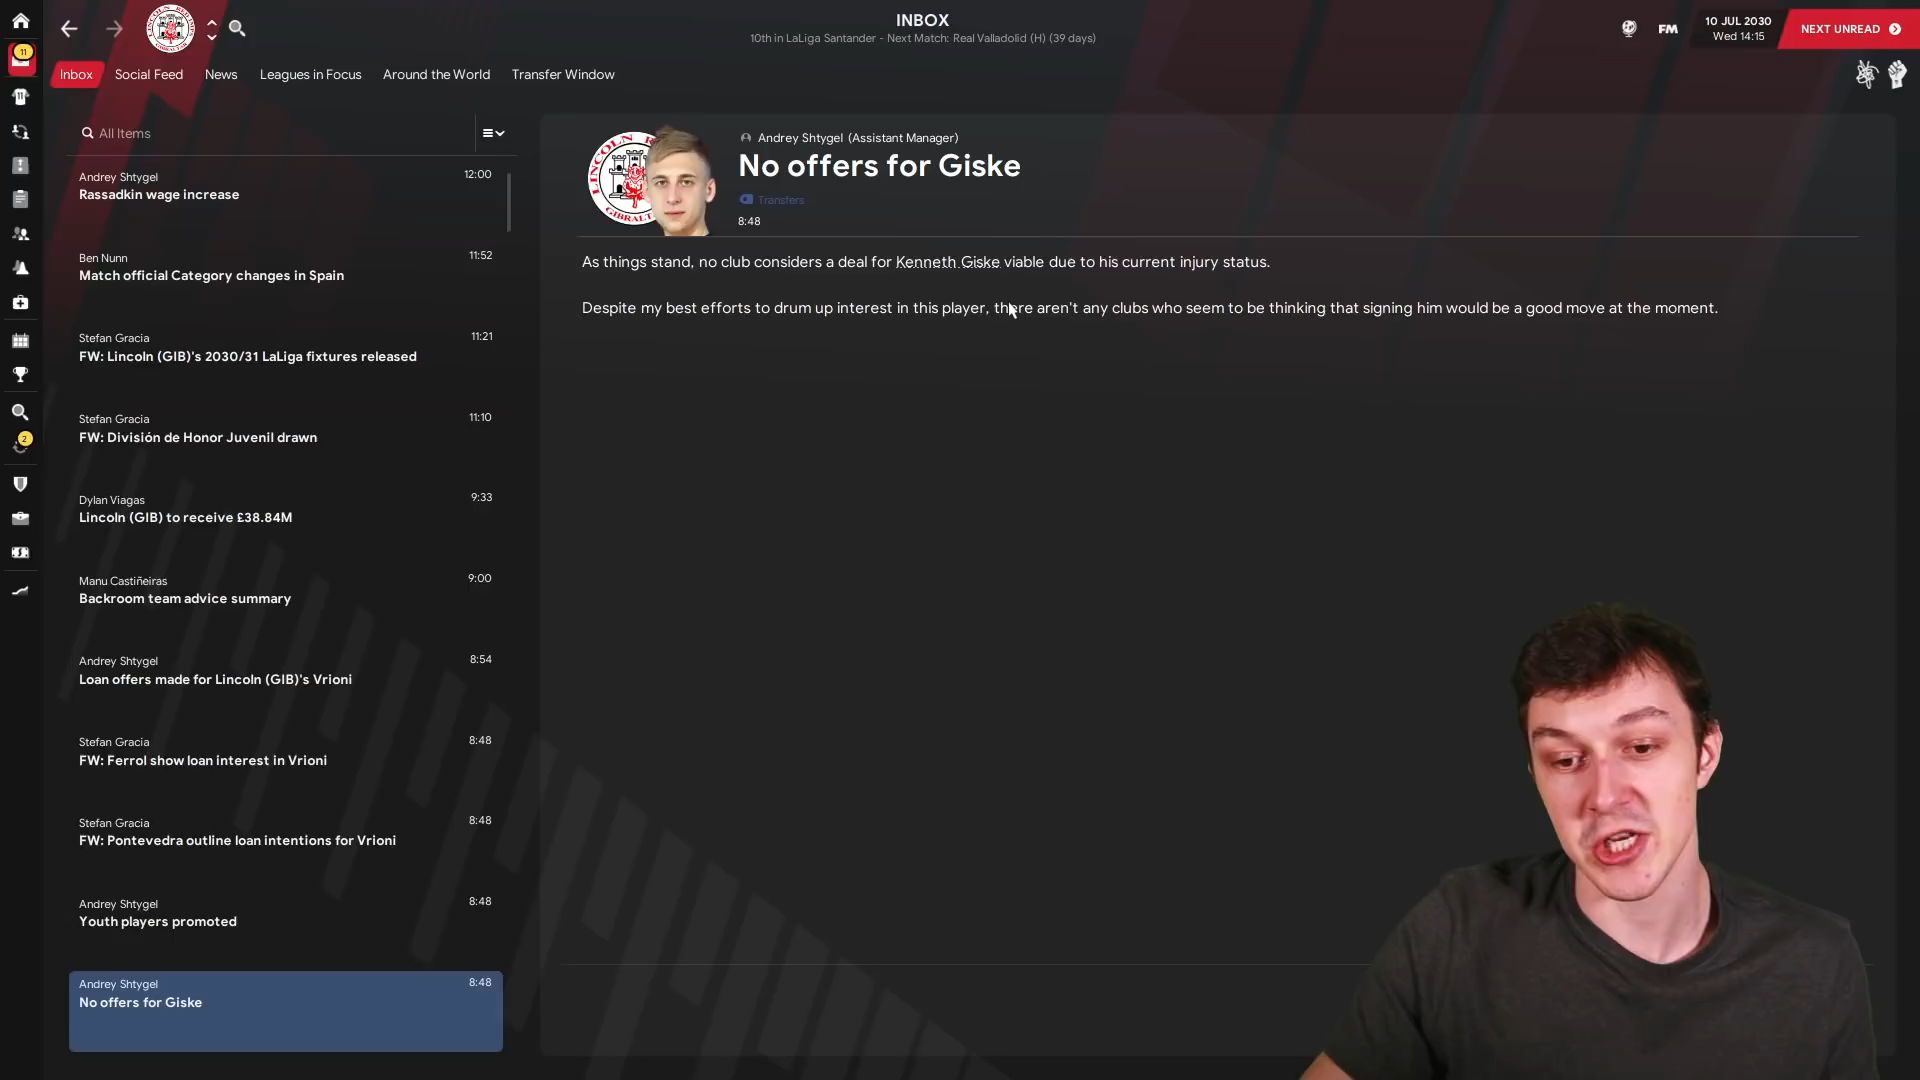 INBOX
10th in LaLiga Santander - Next Match: Real Valladolid (H) (39 days)
FM
10 JUL 2030
Wed 14:15
NEXT UNREAD
11
Inbox
Social Feed
News
Leagues in Focus
Around the World
Transfer Window
11
2
All Items
Andrey Shtygel
12:00
Rassadkin wage increase
Ben Nunn
11:52
Match official Category changes in Spain
Stefan Gracia
11:21
FW: Lincoln (GIB)'s 2030/31 LaLiga fixtures released
Stefan Gracia
11:10
FW: División de Honor Juvenil drawn
Dylan Viagas
9:33
Lincoln (GIB) to receive £38.84M
Manu Castiñeiras
9:00
Backroom team advice summary
Andrey Shtygel
8:54
Loan offers made for Lincoln (GIB)'s Vrioni
Stefan Gracia
8:48
FW: Ferrol show loan interest in Vrioni
Stefan Gracia
8:48
FW: Pontevedra outline loan intentions for Vrioni
Andrey Shtygel
8:48
Youth players promoted
Andrey Shtygel
8:48
No offers for Giske
Andrey Shtygel (Assistant Manager)
No offers for Giske
Transfers
8:48
As things stand, no club considers a deal for Kenneth Giske viable due to his current injury status.
Despite my best efforts to drum up interest in this player, there aren't any clubs who seem to be thinking that signing him would be a good move at the moment.